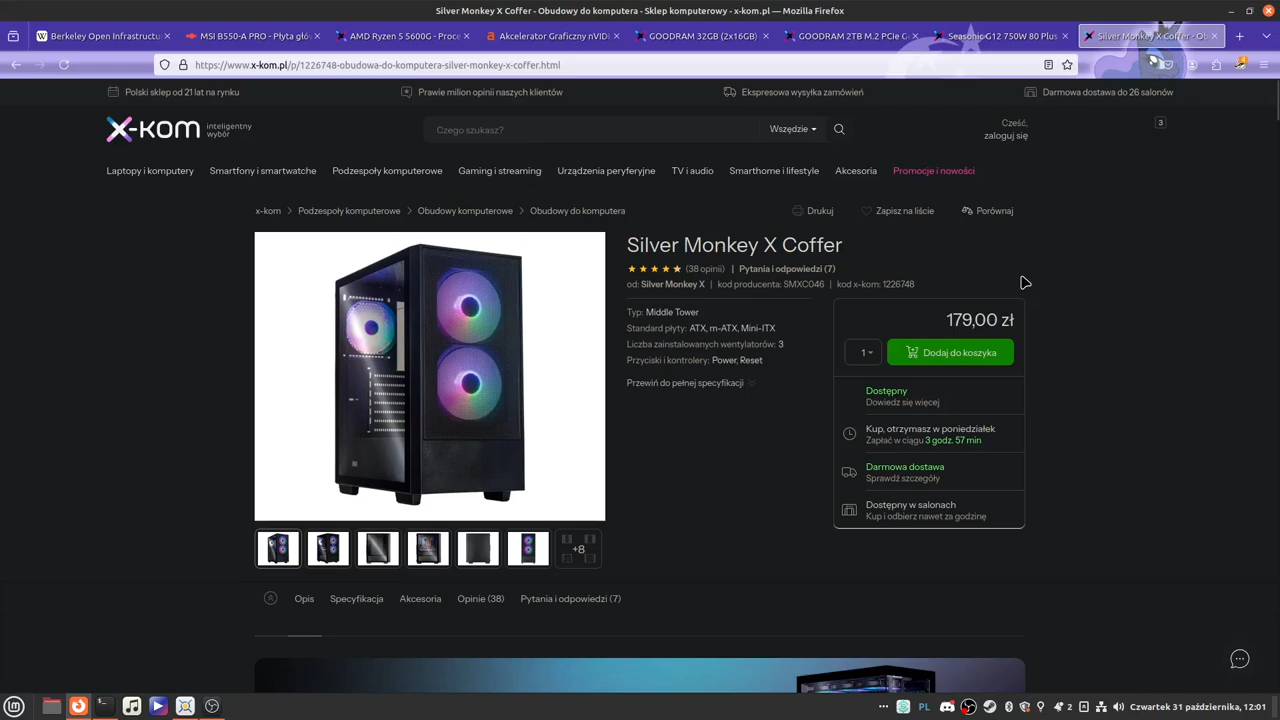 Silver Monkey X Coffer - Obudowy do komputera - Sklep komputerowy - x-kom.pl — Mozilla Firefox
Berkeley Open Infrastructu
MSI B550-A PRO - Płyta głów
AMD Ryzen 5 5600G - Proce
Akcelerator Graficzny nVIDI
GOODRAM 32GB (2x16GB)
GOODRAM 2TB M.2 PCIe G
Seasonic G12 750W 80 Plus
Silver Monkey X Coffer - Ob
https://www.x-kom.pl/p/1226748-obudowa-do-komputera-silver-monkey-x-coffer.html
Polski sklep od 21 lat na rynku
Prawie milion opinii naszych klientów
Ekspresowa wysyłka zamówień
Darmowa dostawa do 26 salonów
x-kom inteligentny
wybór
Czego szukasz?
Wszędzie
Cześć,
zaloguj się
3
Laptopy i komputery
Smartfony i smartwatche
Podzespoły komputerowe
Gaming i streaming
Urządzenia peryferyjne
TV i audio
Smarthome i lifestyle
Akcesoria
Promocje i nowości
x-kom
Podzespoły komputerowe
Obudowy komputerowe
Obudowy do komputera
Drukuj
Zapisz na liście
Porównaj
Silver Monkey X Coffer
(38 opinii) | Pytania i odpowiedzi (7)
od: Silver Monkey X | kod producenta: SMXC046 | kod x-kom: 1226748
Typ: Middle Tower
Standard płyty: ATX, m-ATX, Mini-ITX
Liczba zainstalowanych wentylatorów: 3
Przyciski i kontrolery: Power, Reset
Przewiń do pełnej specyfikacji
179,00 zł
1
Dodaj do koszyka
Dostępny
Dowiedz się więcej
Kup, otrzymasz w poniedziałek
Zapłać w ciągu 3 godz. 57 min
Darmowa dostawa
Sprawdź szczegóły
Dostępny w salonach
Kup i odbierz nawet za godzinę
+8
Opis
Specyfikacja
Akcesoria
Opinie (38)
Pytania i odpowiedzi (7)
PL
2
Czwartek 31 października, 12:01